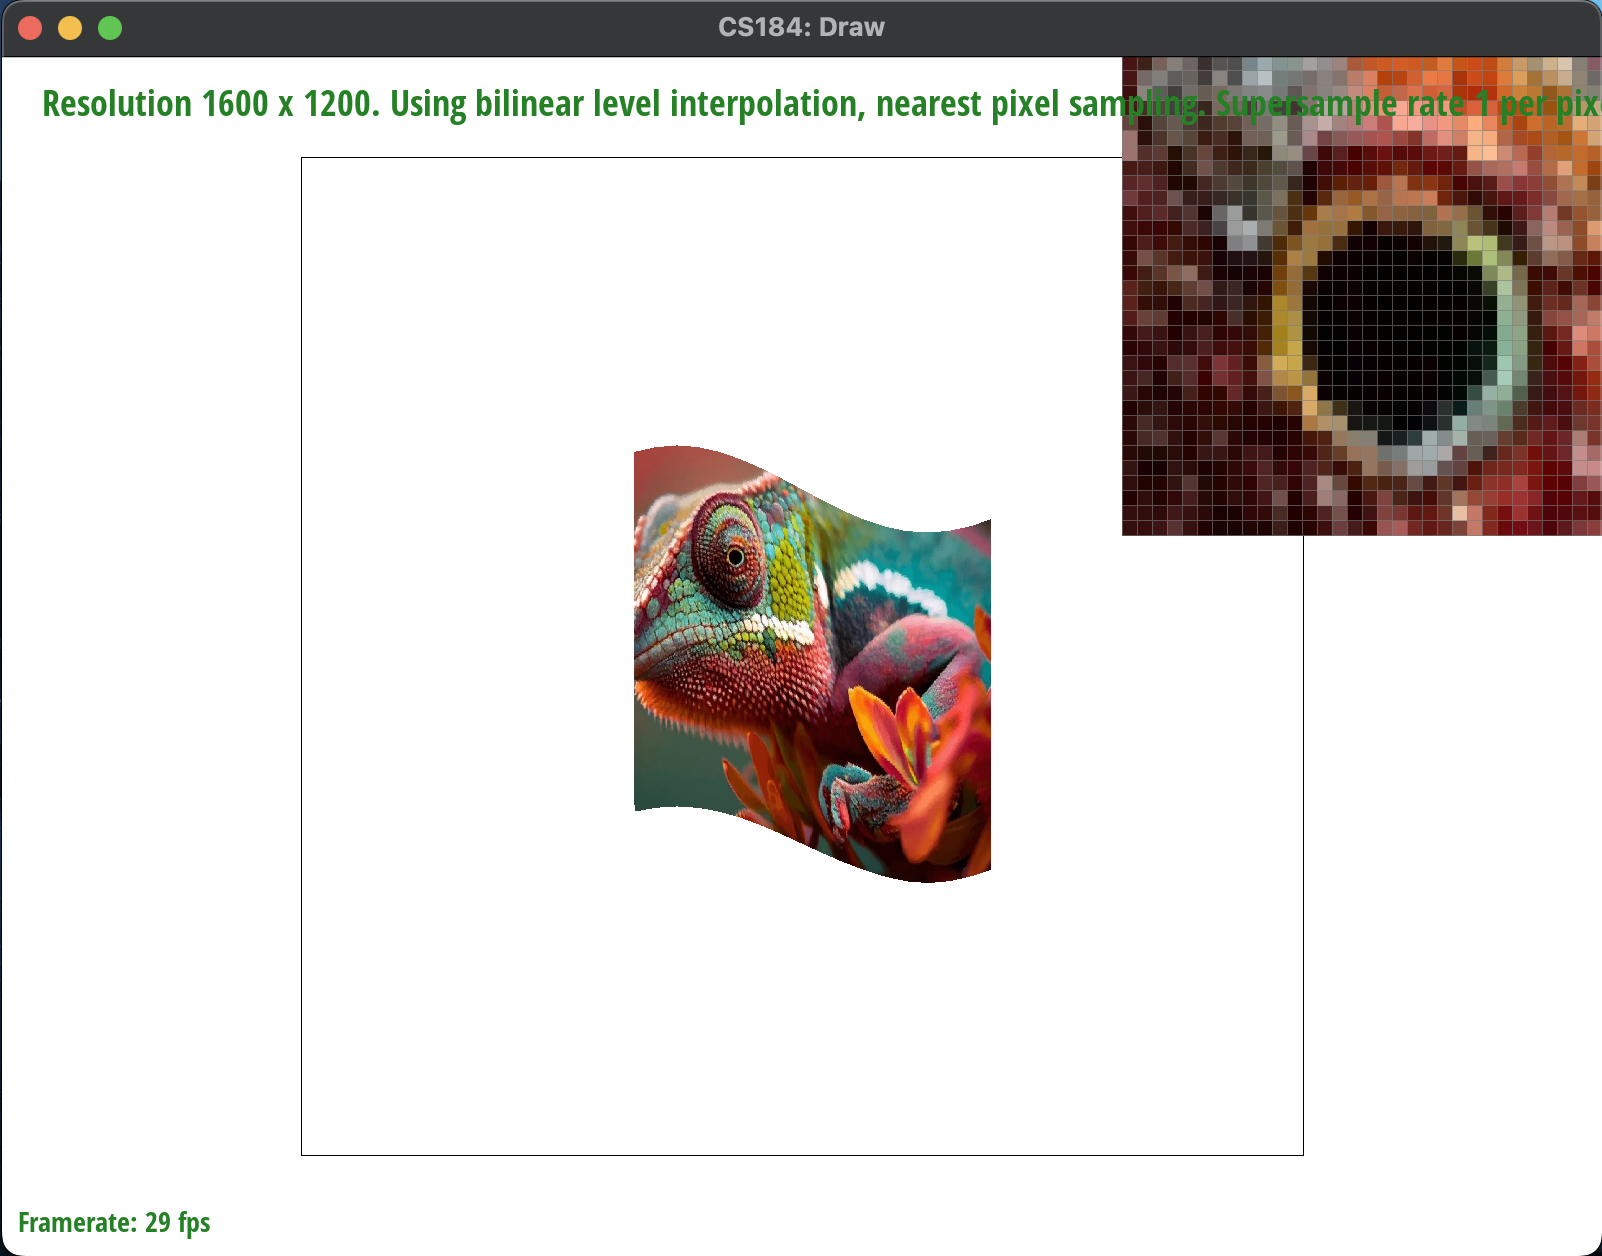 CS184: Draw
Resolution 1600 x 1200. Using bilinear level interpolation, nearest pixel sampling. Supersample rate 1 per pix
Framerate: 29 fps